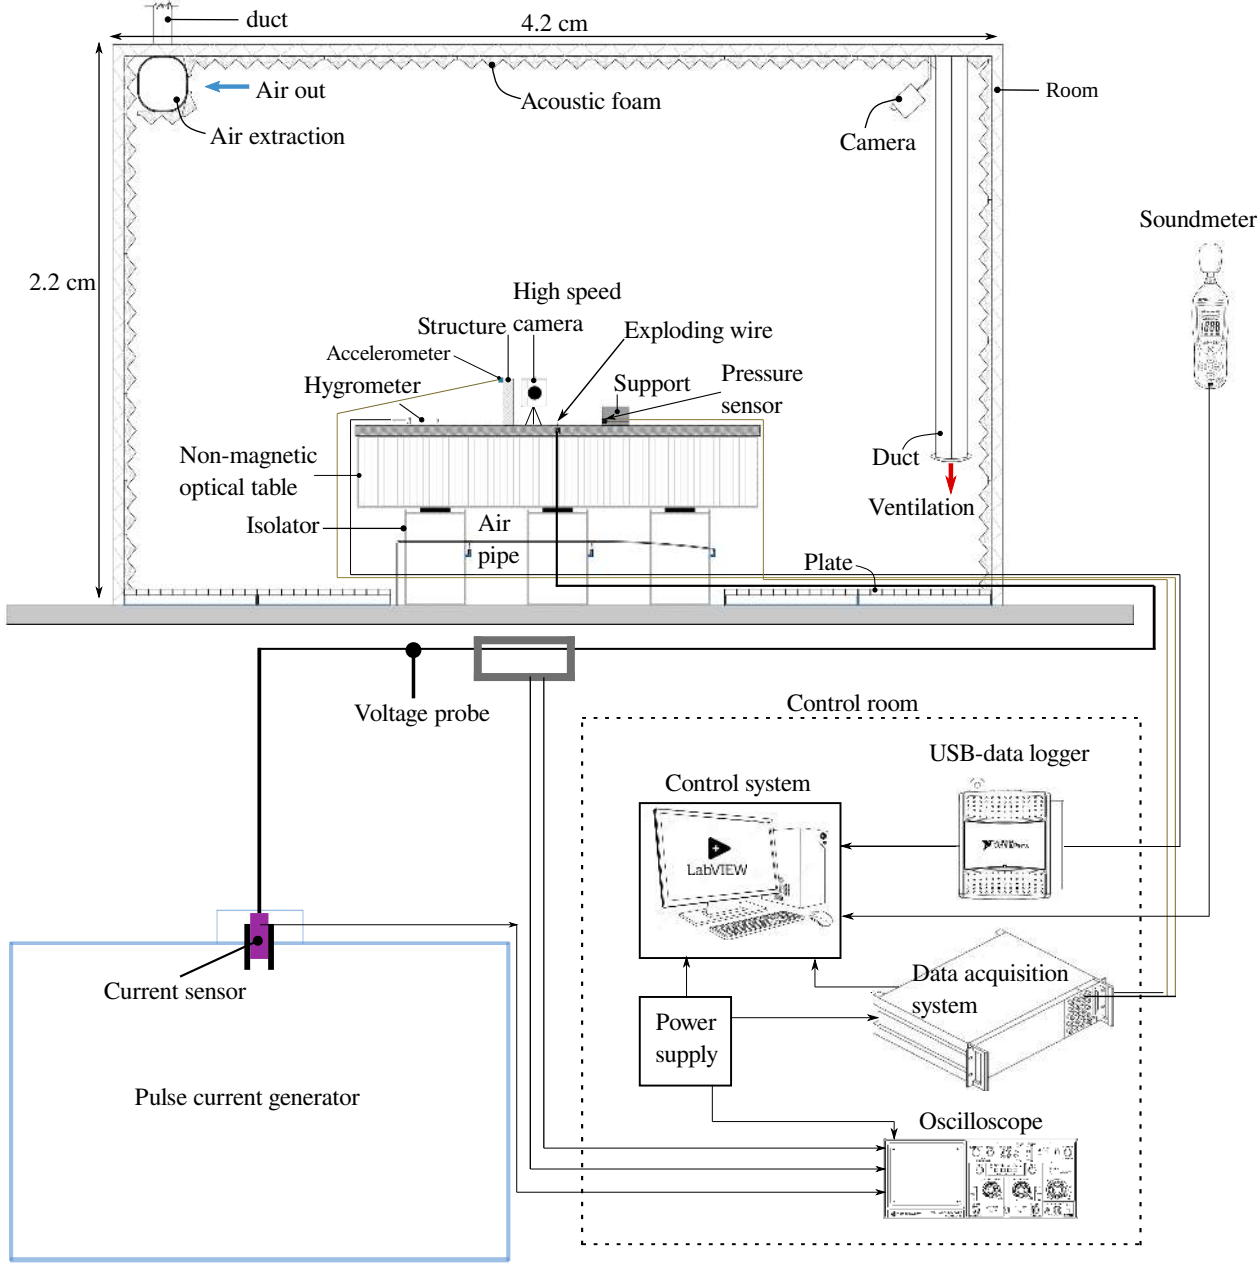 duct
4.2 cm
Air out
Acoustic foam
Room
Air extraction
Camera
Soundmeter
2.2 cm
High speed
Structure camera
Exploding wire
Accelerometer
Hygrometer
Support
Pressure
sensor
Non-magnetic
optical table
Duct
Ventilation
Isolator
Air
pipe
Plate
Voltage probe
Control room
USB-data logger
Control system
LabVIEW
Current sensor
Data acquisition
system
Power
supply
Pulse current generator
Oscilloscope